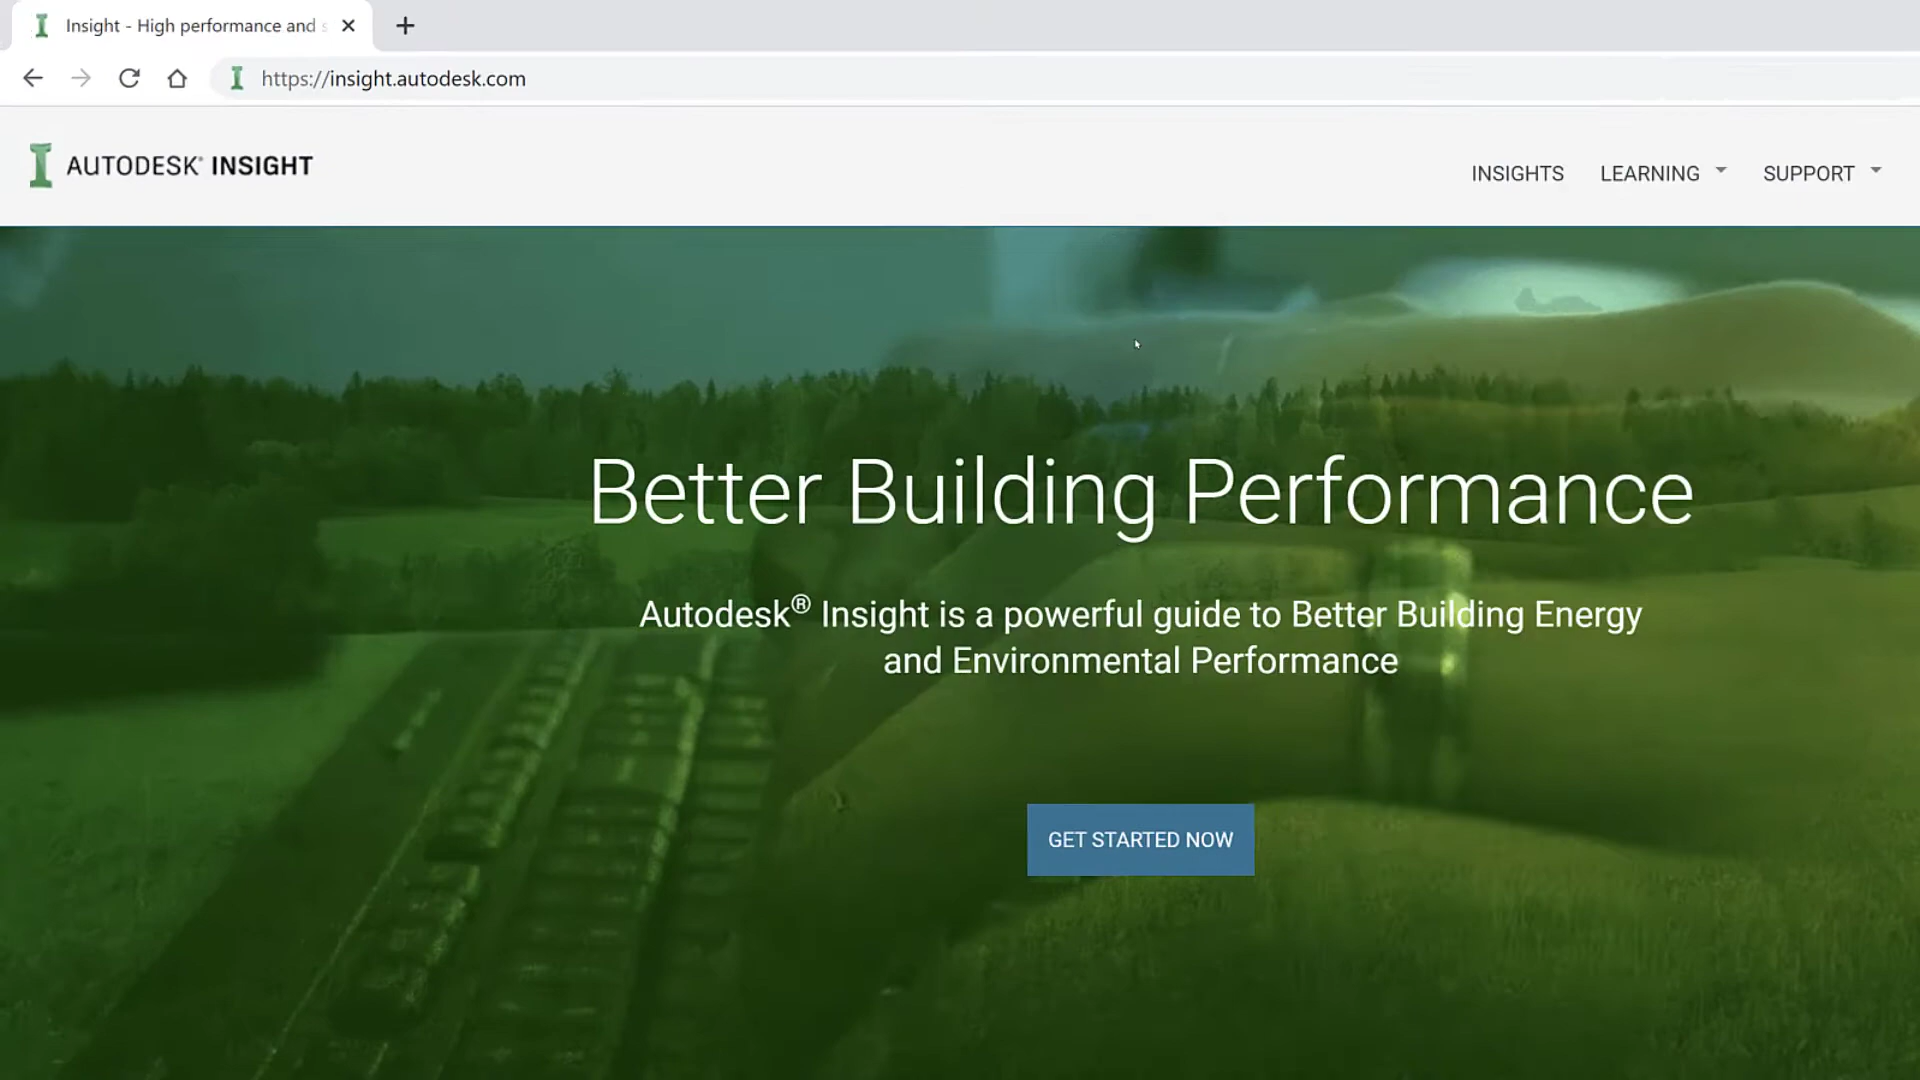 Insight - High performance and s
https://insight.autodesk.com
AUTODESK® INSIGHT
INSIGHTS
LEARNING
SUPPORT
Better Building Performance
Autodesk® Insight is a powerful guide to Better Building Energy
and Environmental Performance
GET STARTED NOW